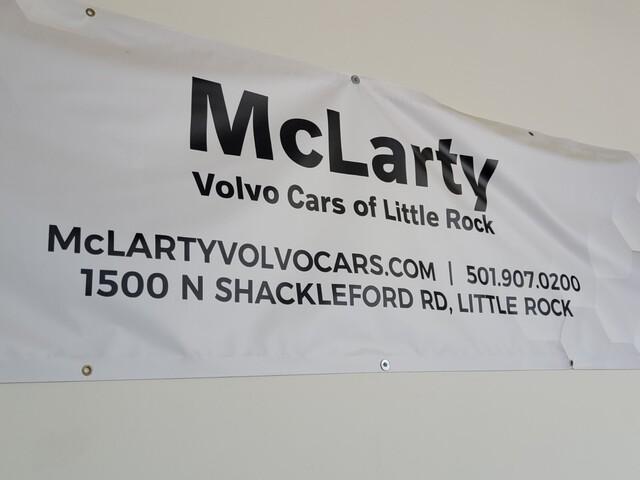 McLarty
Volvo Cars of Little Rock
McLARTYVOLVOCARS.COM | 501.907.0200
1500 N SHACKLEFORD RD, LITTLE ROCK